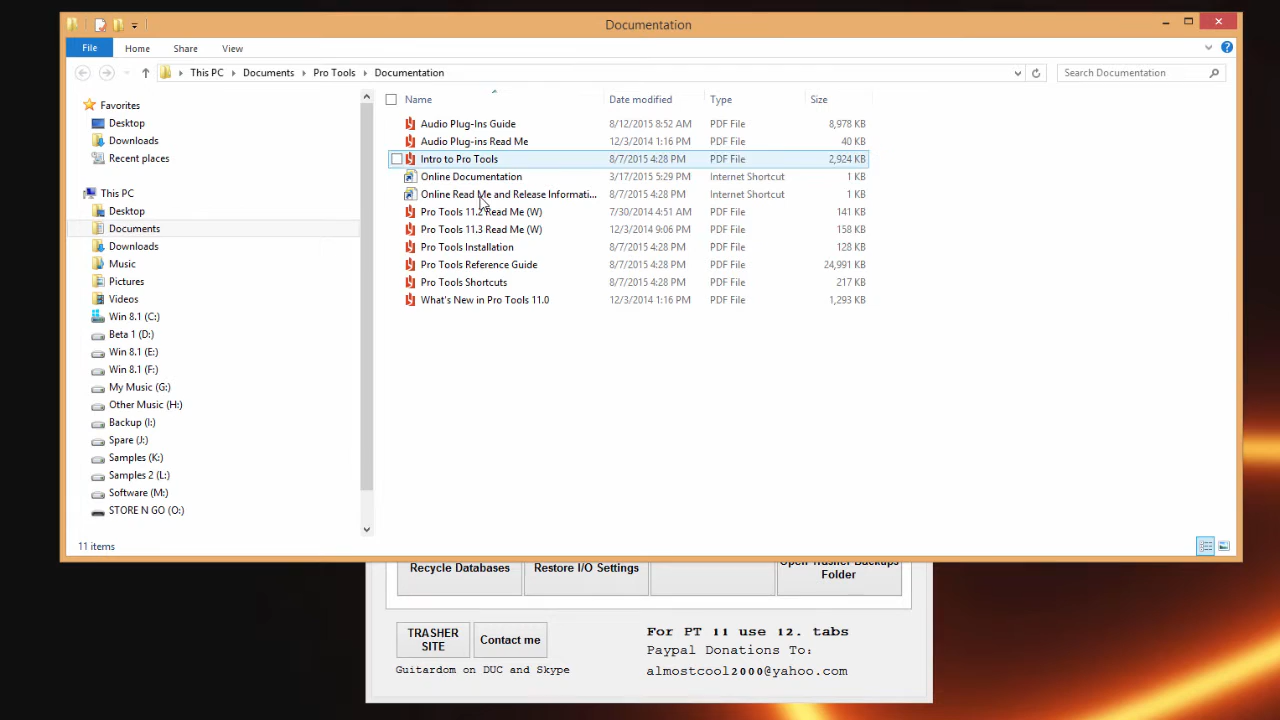 Documentation
File Home Share View
This PC Documents Pro Tools Documentation
Search Documentation
Favorites
Desktop
Downloads
Recent places
This PC
Desktop
Documents
Downloads
Music
Pictures
Videos
Win 8.1 (C:)
Beta 1 (D:)
Win 8.1 (E:)
Win 8.1 (F:)
My Music (G:)
Other Music (H:)
Backup (I:)
Spare (J:)
Samples (K:)
Samples 2 (L:)
Software (M:)
STORE N GO (O:)
Name Date modified Type Size
Audio Plug-Ins Guide 8/12/2015 8:52 AM PDF File 8,978 KB
Audio Plug-ins Read Me 12/3/2014 1:16 PM PDF File 40 KB
Intro to Pro Tools 8/7/2015 4:28 PM PDF File 2,924 KB
Online Documentation 3/17/2015 5:29 PM Internet Shortcut 1 KB
Online Read Me and Release Informati... 8/7/2015 4:28 PM Internet Shortcut 1 KB
Pro Tools 11.2 Read Me (W) 7/30/2014 4:51 AM PDF File 141 KB
Pro Tools 11.3 Read Me (W) 12/3/2014 9:06 PM PDF File 158 KB
Pro Tools Installation 8/7/2015 4:28 PM PDF File 128 KB
Pro Tools Reference Guide 8/7/2015 4:28 PM PDF File 24,991 KB
Pro Tools Shortcuts 8/7/2015 4:28 PM PDF File 217 KB
What's New in Pro Tools 11.0 12/3/2014 1:16 PM PDF File 1,293 KB
11 items
Recycle Databases
Restore I/O Settings
Open Trasher Backups
Folder
TRASHER
SITE
Contact me
Guitardom on DUC and Skype
For PT 11 use 12. tabs
Paypal Donations To:
almostcool2000@yahoo.com